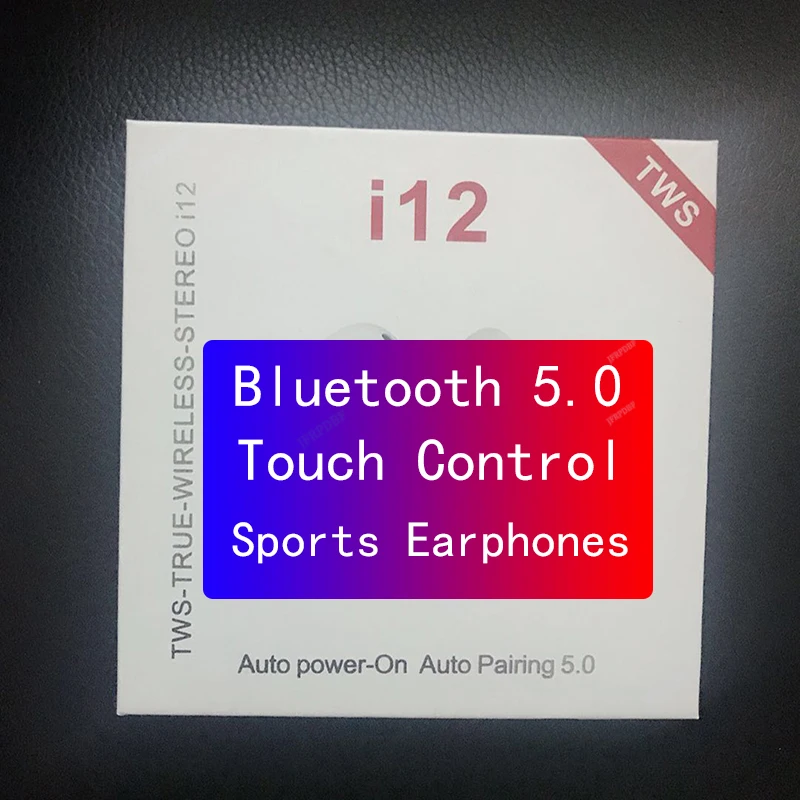 i12
TWS
TWS-TRUE-WIRELESS-STEREO i12
Bluetooth 5.0
Touch Control
Sports Earphones
Auto power-On Auto Pairing 5.0